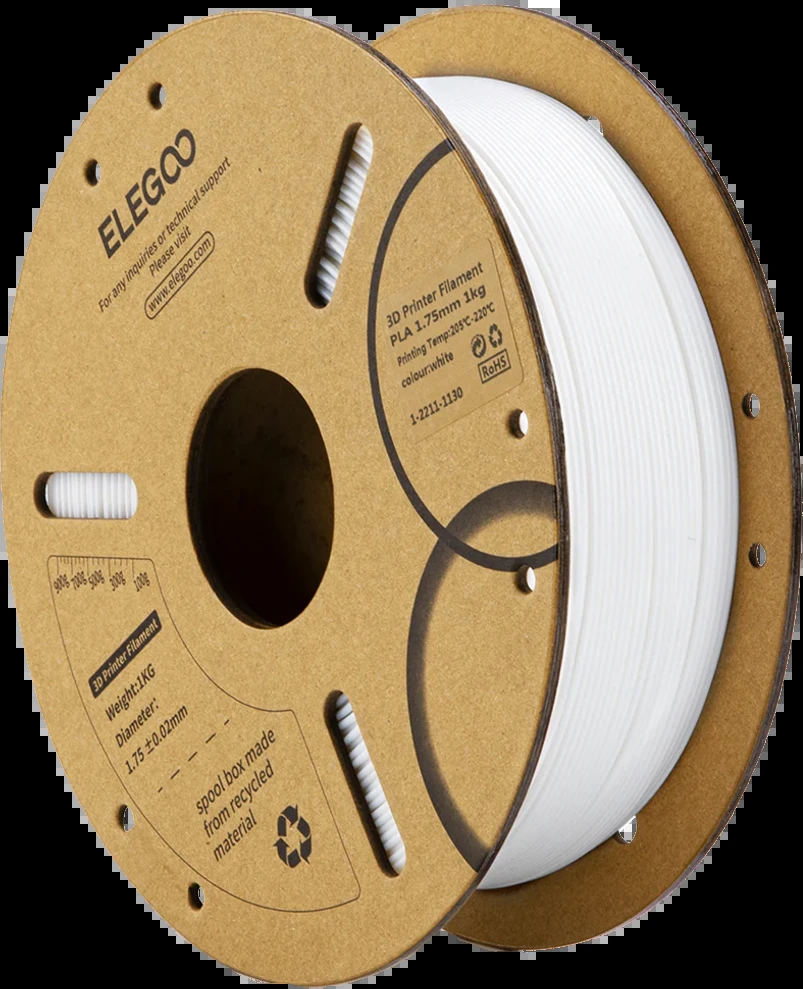 ELEGOO
For any inquiries or technical support
Please visit
www.elegoo.com
3D Printer Filament
PLA 1.75mm 1kg
Printing Temp:205℃-220℃
colour:white
RoHS
1-2211-1130
900g 700g 500g 300g 100g
3D Printer Filament
Weight:1KG
Diameter:
1.75 ±0.02mm
spool box made
from recycled
material